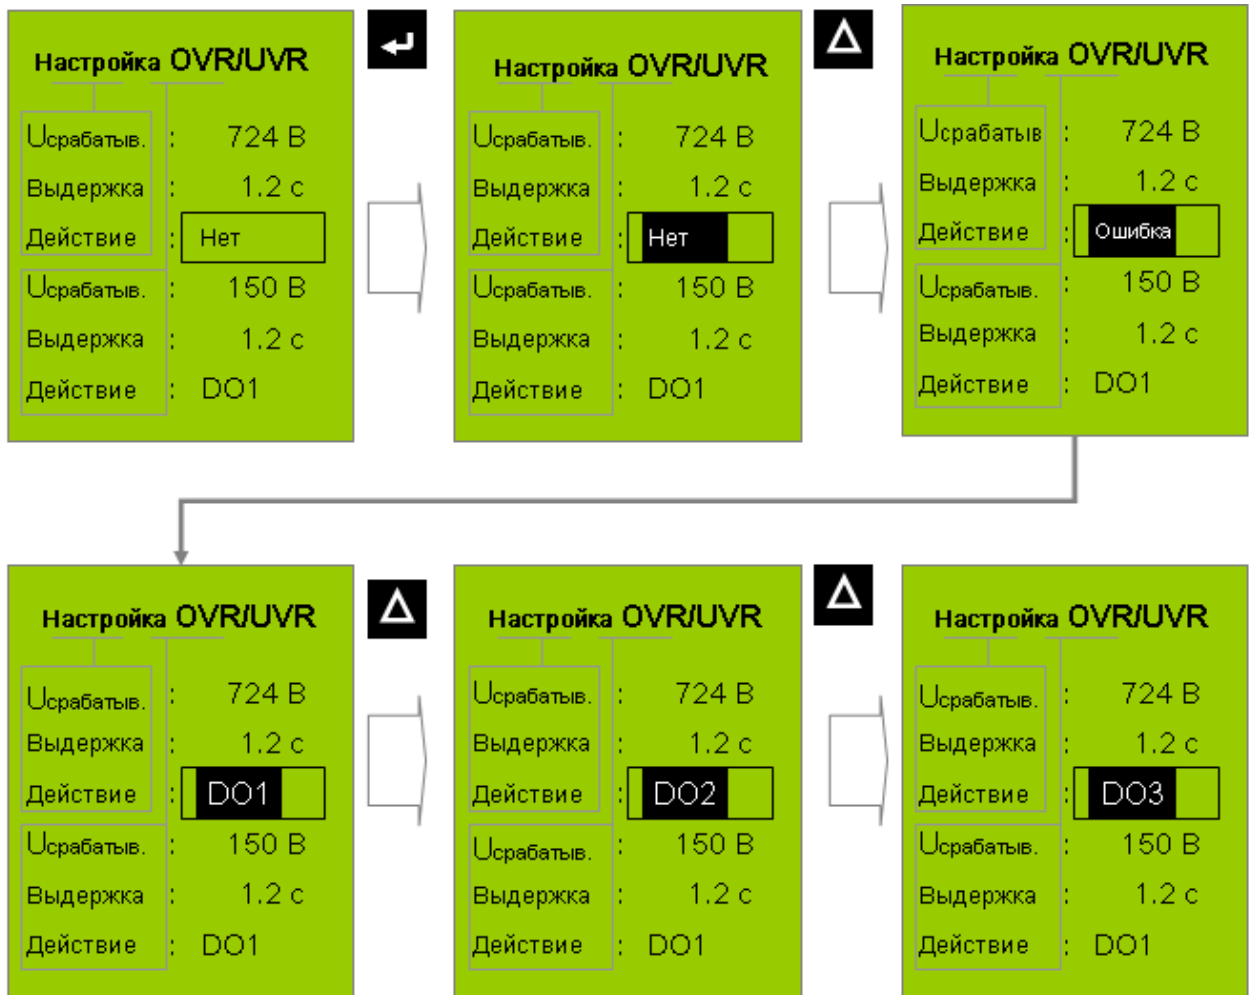 Настройка OVR/UVR
Uсрабатыв. : 724 В
Выдержка : 1.2 с
Действие : Нет
Uсрабатыв. : 150 В
Выдержка : 1.2 с
Действие : DO1
Настройка OVR/UVR
Uсрабатыв. : 724 В
Выдержка : 1.2 с
Действие : Нет
Uсрабатыв. : 150 В
Выдержка : 1.2 с
Действие : DO1
Настройка OVR/UVR
Uсрабатыв : 724 В
Выдержка : 1.2 с
Действие : Ошибка
Uсрабатыв. : 150 В
Выдержка : 1.2 с
Действие : DO1
Настройка OVR/UVR
Uсрабатыв. : 724 В
Выдержка : 1.2 с
Действие : DO1
Uсрабатыв. : 150 В
Выдержка : 1.2 с
Действие : DO1
Настройка OVR/UVR
Uсрабатыв. : 724 В
Выдержка : 1.2 с
Действие : DO2
Uсрабатыв. : 150 В
Выдержка : 1.2 с
Действие : DO1
Настройка OVR/UVR
Uсрабатыв. : 724 В
Выдержка : 1.2 с
Действие : DO3
Uсрабатыв. : 150 В
Выдержка : 1.2 с
Действие : DO1